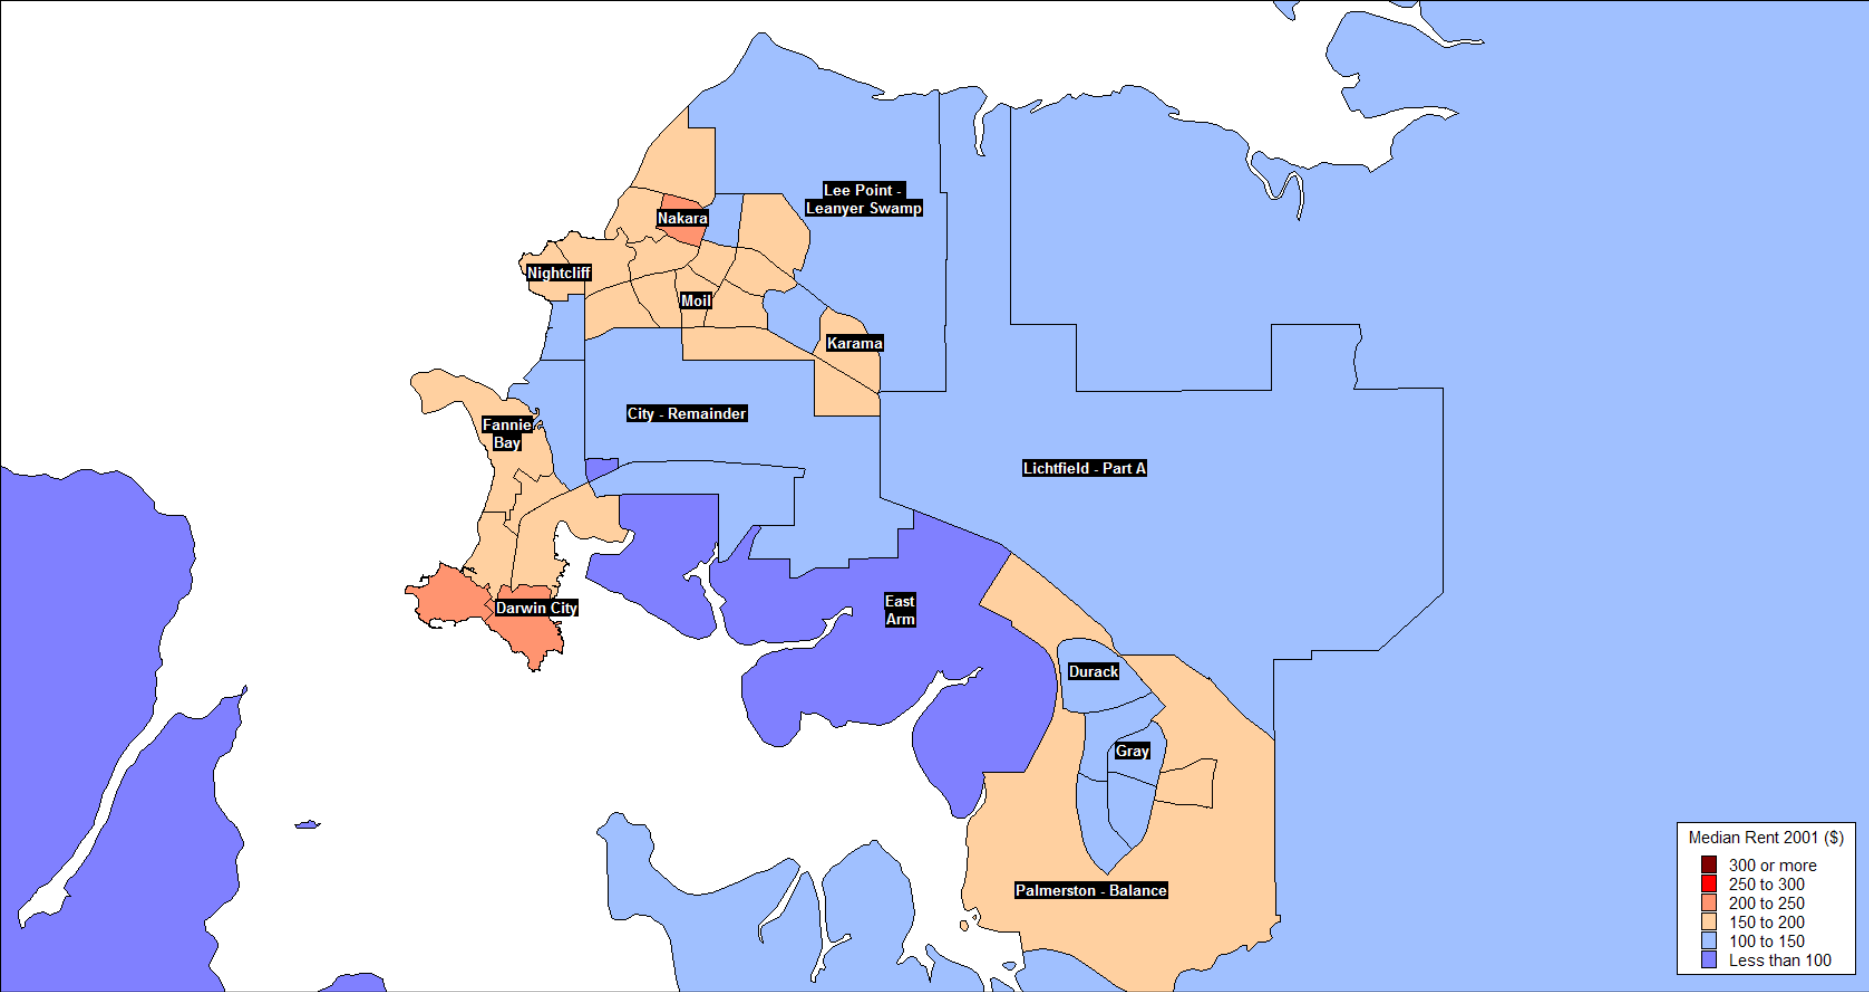 Lee Point -
Leanyer Swamp
Nakara
Nightcliff
Moil
Karama
City - Remainder
Fannie
Bay
Lichfield - Part A
East
Arm
Darwin City
Durack
Gray
Palmerston - Balance
Median Rent 2001 ($)
300 or more
250 to 300
200 to 250
150 to 200
100 to 150
Less than 100